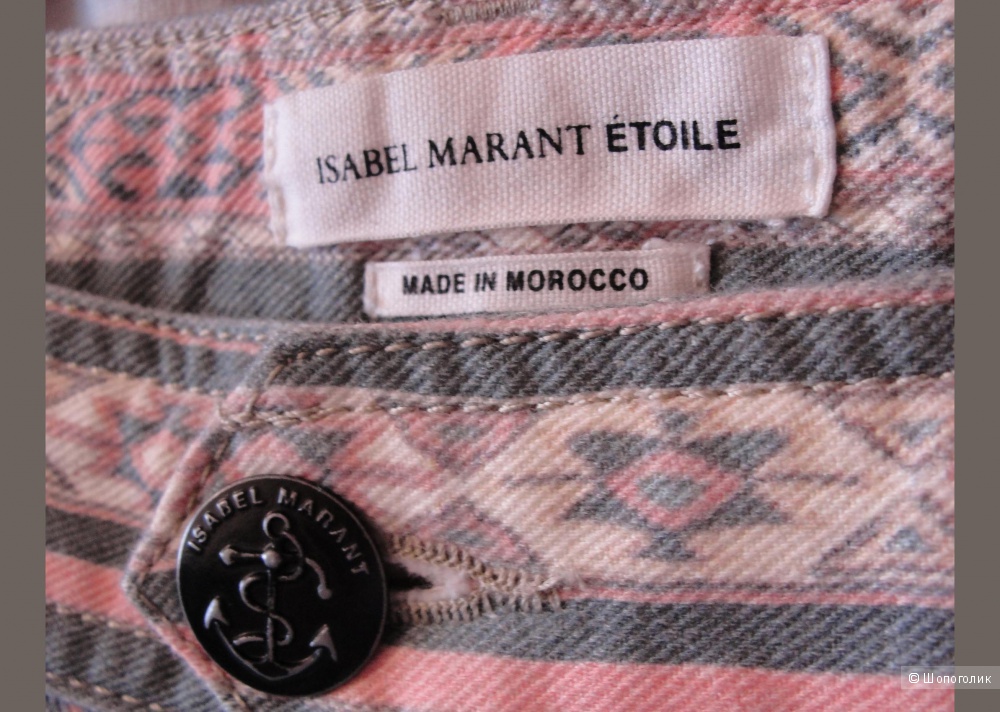 ISABEL MARANT ÉTOILE
MADE IN MOROCCO
ISABEL MARANT
© Шопоголик